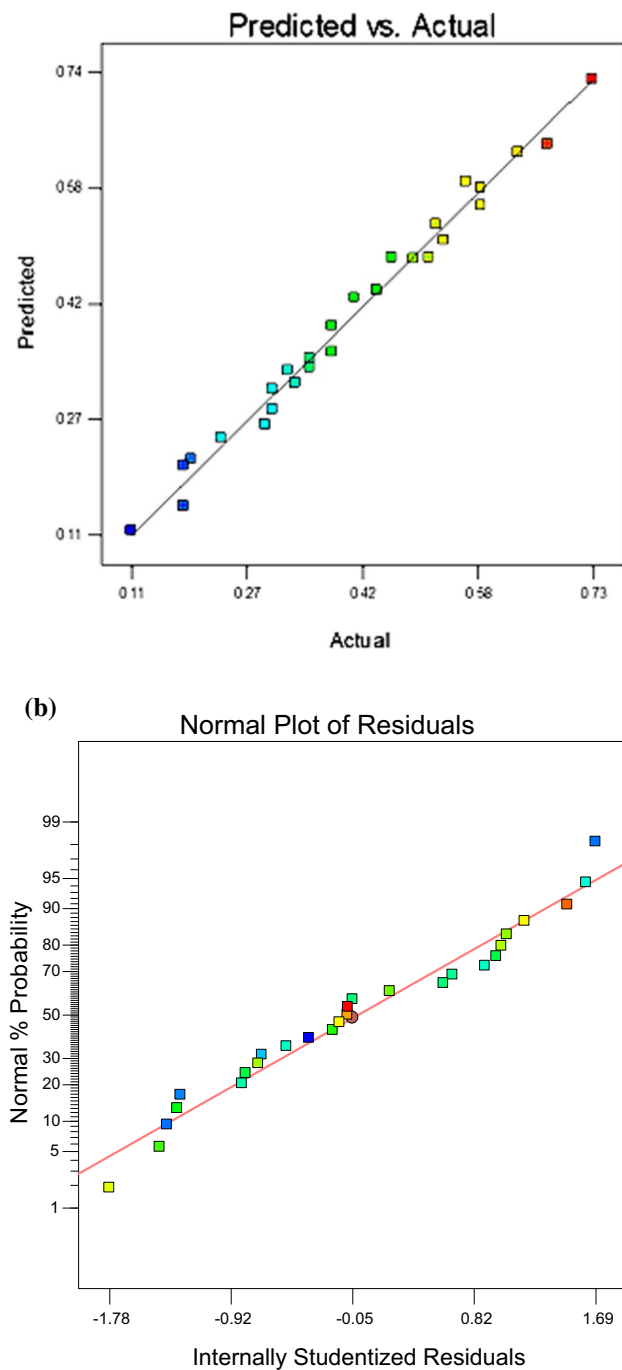 Predicted vs. Actual
0.74
0.58
0.42
0.27
0.11
Predicted
0.11 0.27 0.42 0.58 0.73
Actual
(b)
Normal Plot of Residuals
99
95
90
80
70
50
30
20
10
5
1
Normal % Probability
-1.78 -0.92 -0.05 0.82 1.69
Internally Studentized Residuals